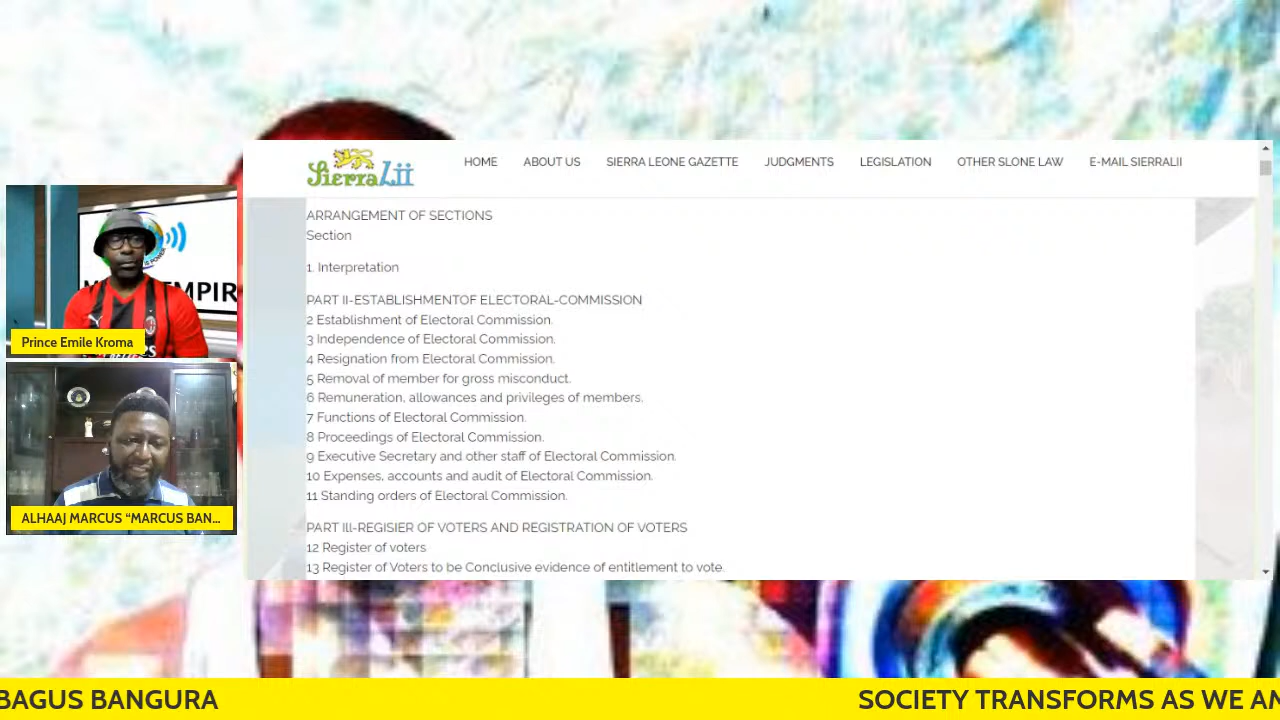 SierraLii
HOME ABOUT US SIERRA LEONE GAZETTE JUDGMENTS LEGISLATION OTHER SLONE LAW E-MAIL SIERRALII
ARRANGEMENT OF SECTIONS
Section
1. Interpretation
PART II-ESTABLISHMENTOF ELECTORAL-COMMISSION
2 Establishment of Electoral Commission.
3 Independence of Electoral Commission.
4 Resignation from Electoral Commission.
5 Removal of member for gross misconduct.
6 Remuneration, allowances and privileges of members.
7 Functions of Electoral Commission.
8 Proceedings of Electoral Commission.
9 Executive Secretary and other staff of Electoral Commission.
10 Expenses, accounts and audit of Electoral Commission.
11 Standing orders of Electoral Commission.
PART IIl-REGISIER OF VOTERS AND REGISTRATION OF VOTERS
12 Register of voters
13 Register of Voters to be Conclusive evidence of entitlement to vote.
EMPIR
Prince Emile Kroma
ALHAAJ MARCUS “MARCUS BAN...
BAGUS BANGURA
SOCIETY TRANSFORMS AS WE AM